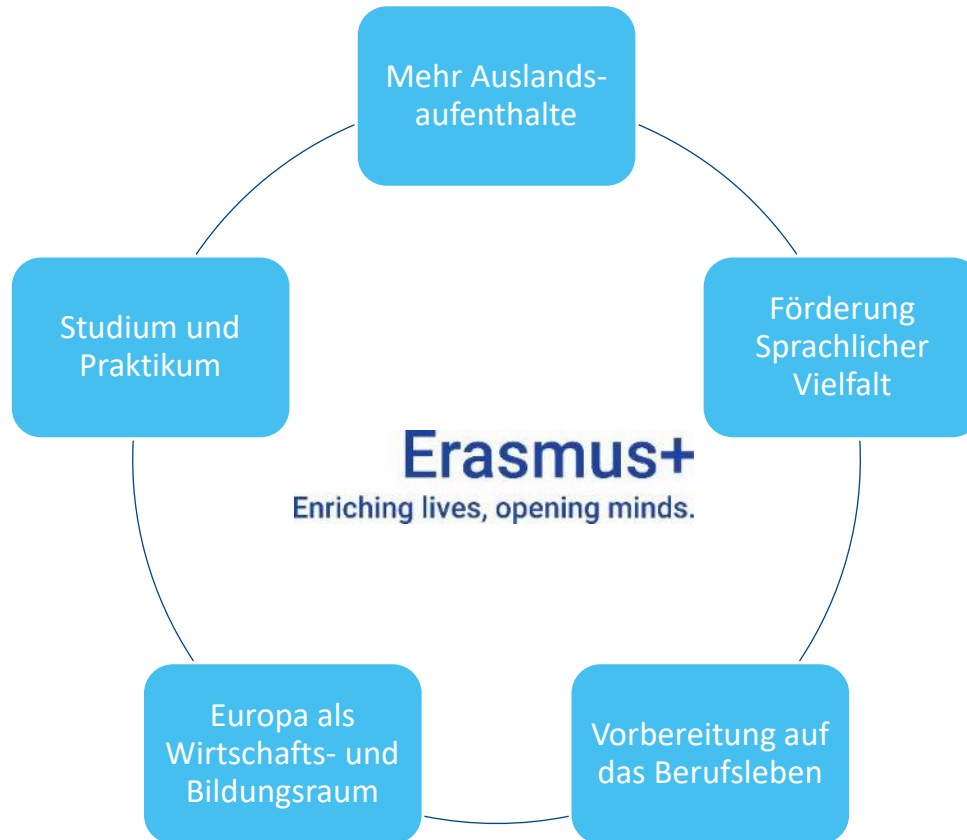 Mehr Auslands-
aufenthalte
Förderung
Sprachlicher
Vielfalt
Vorbereitung auf
das Berufsleben
Europa als
Wirtschafts- und
Bildungsraum
Studium und
Praktikum
Erasmus+
Enriching lives, opening minds.